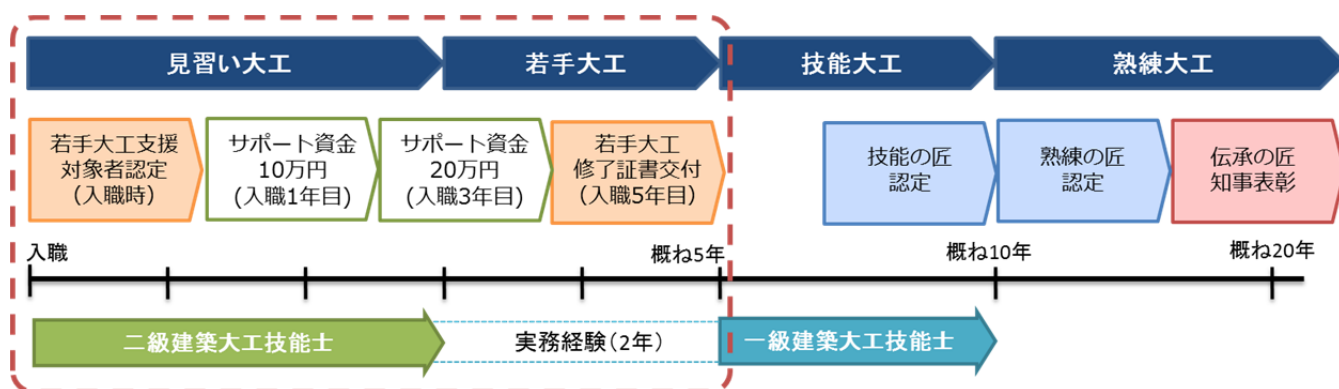 見習い大工
若手大工
技能大工
熟練大工
若手大工支援
対象者認定
(入職時)
サポート資金
10万円
(入職1年目)
サポート資金
20万円
(入職3年目)
若手大工
修了証書交付
(入職5年目)
技能の匠
認定
熟練の匠
認定
伝承の匠
知事表彰
入職
概ね5年
概ね10年
概ね20年
二級建築大工技能士
実務経験(2年)
一級建築大工技能士